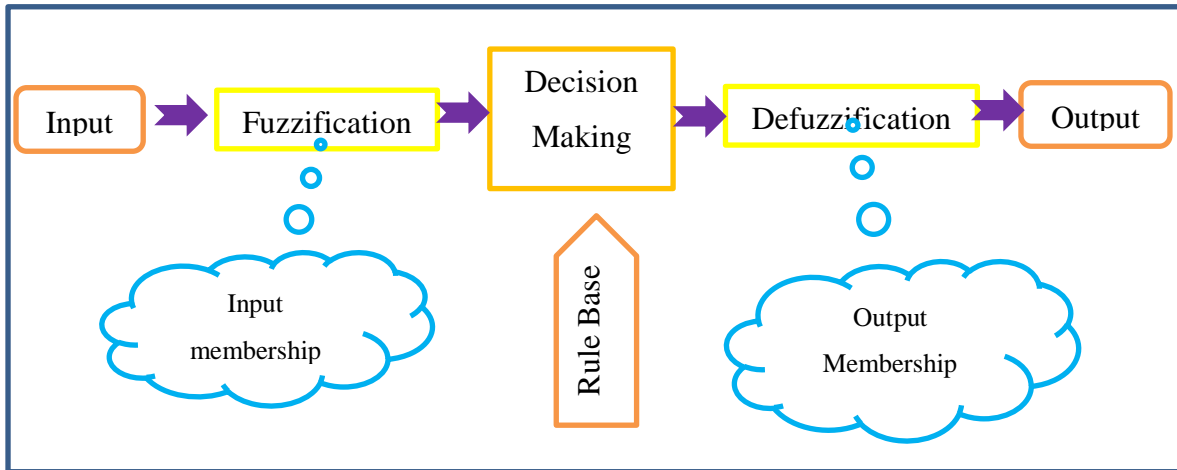 Input
Fuzzification
Decision
Making
Defuzzification
Output
Input
membership
Rule Base
Output
Membership